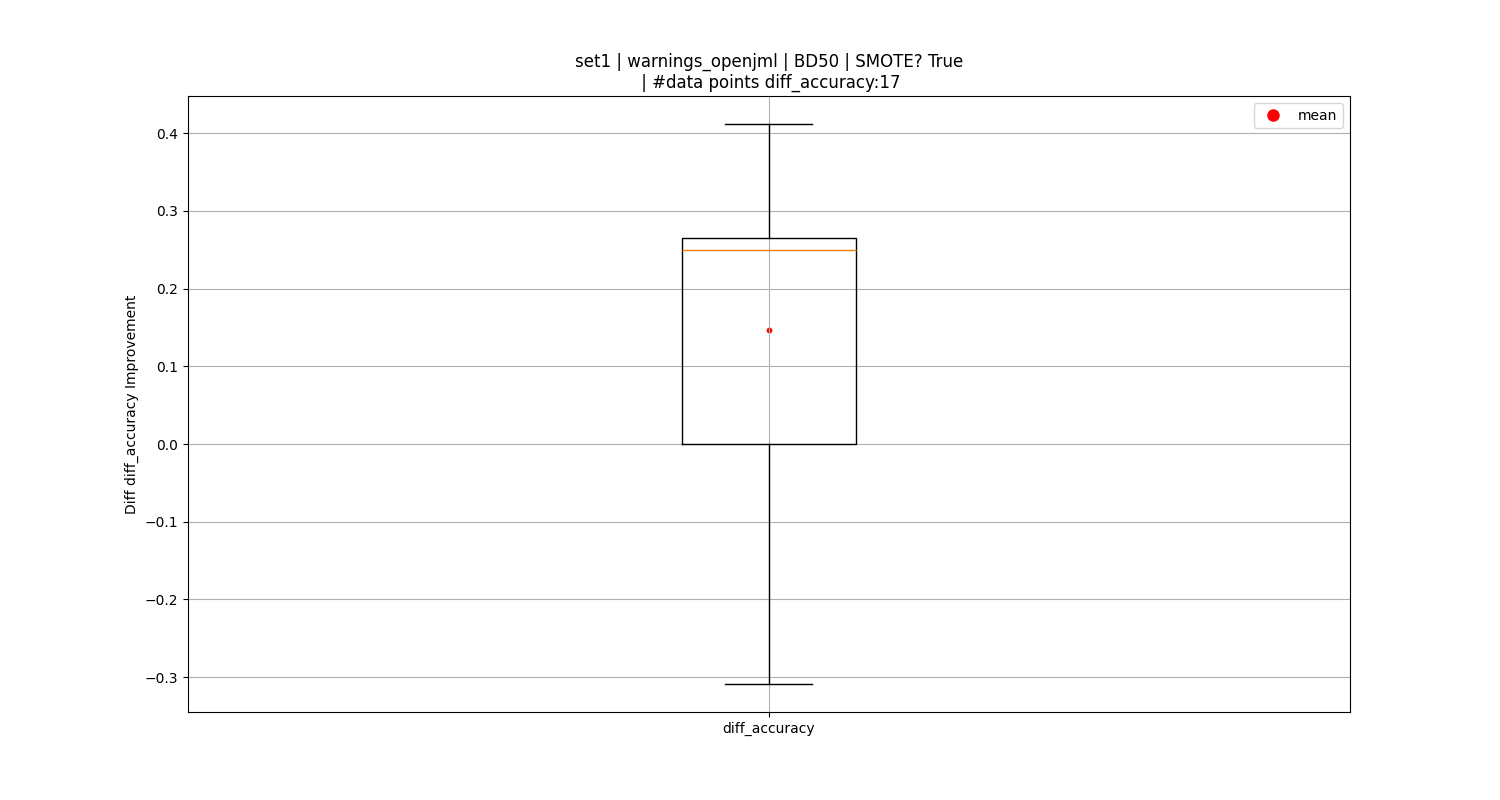 set1 | warnings_openjml | BD50 | SMOTE? True
| #data points diff_accuracy:17
mean
0.4
0.3
0.2
0.1
0.0
−0.1
−0.2
−0.3
Diff diff_accuracy Improvement
diff_accuracy